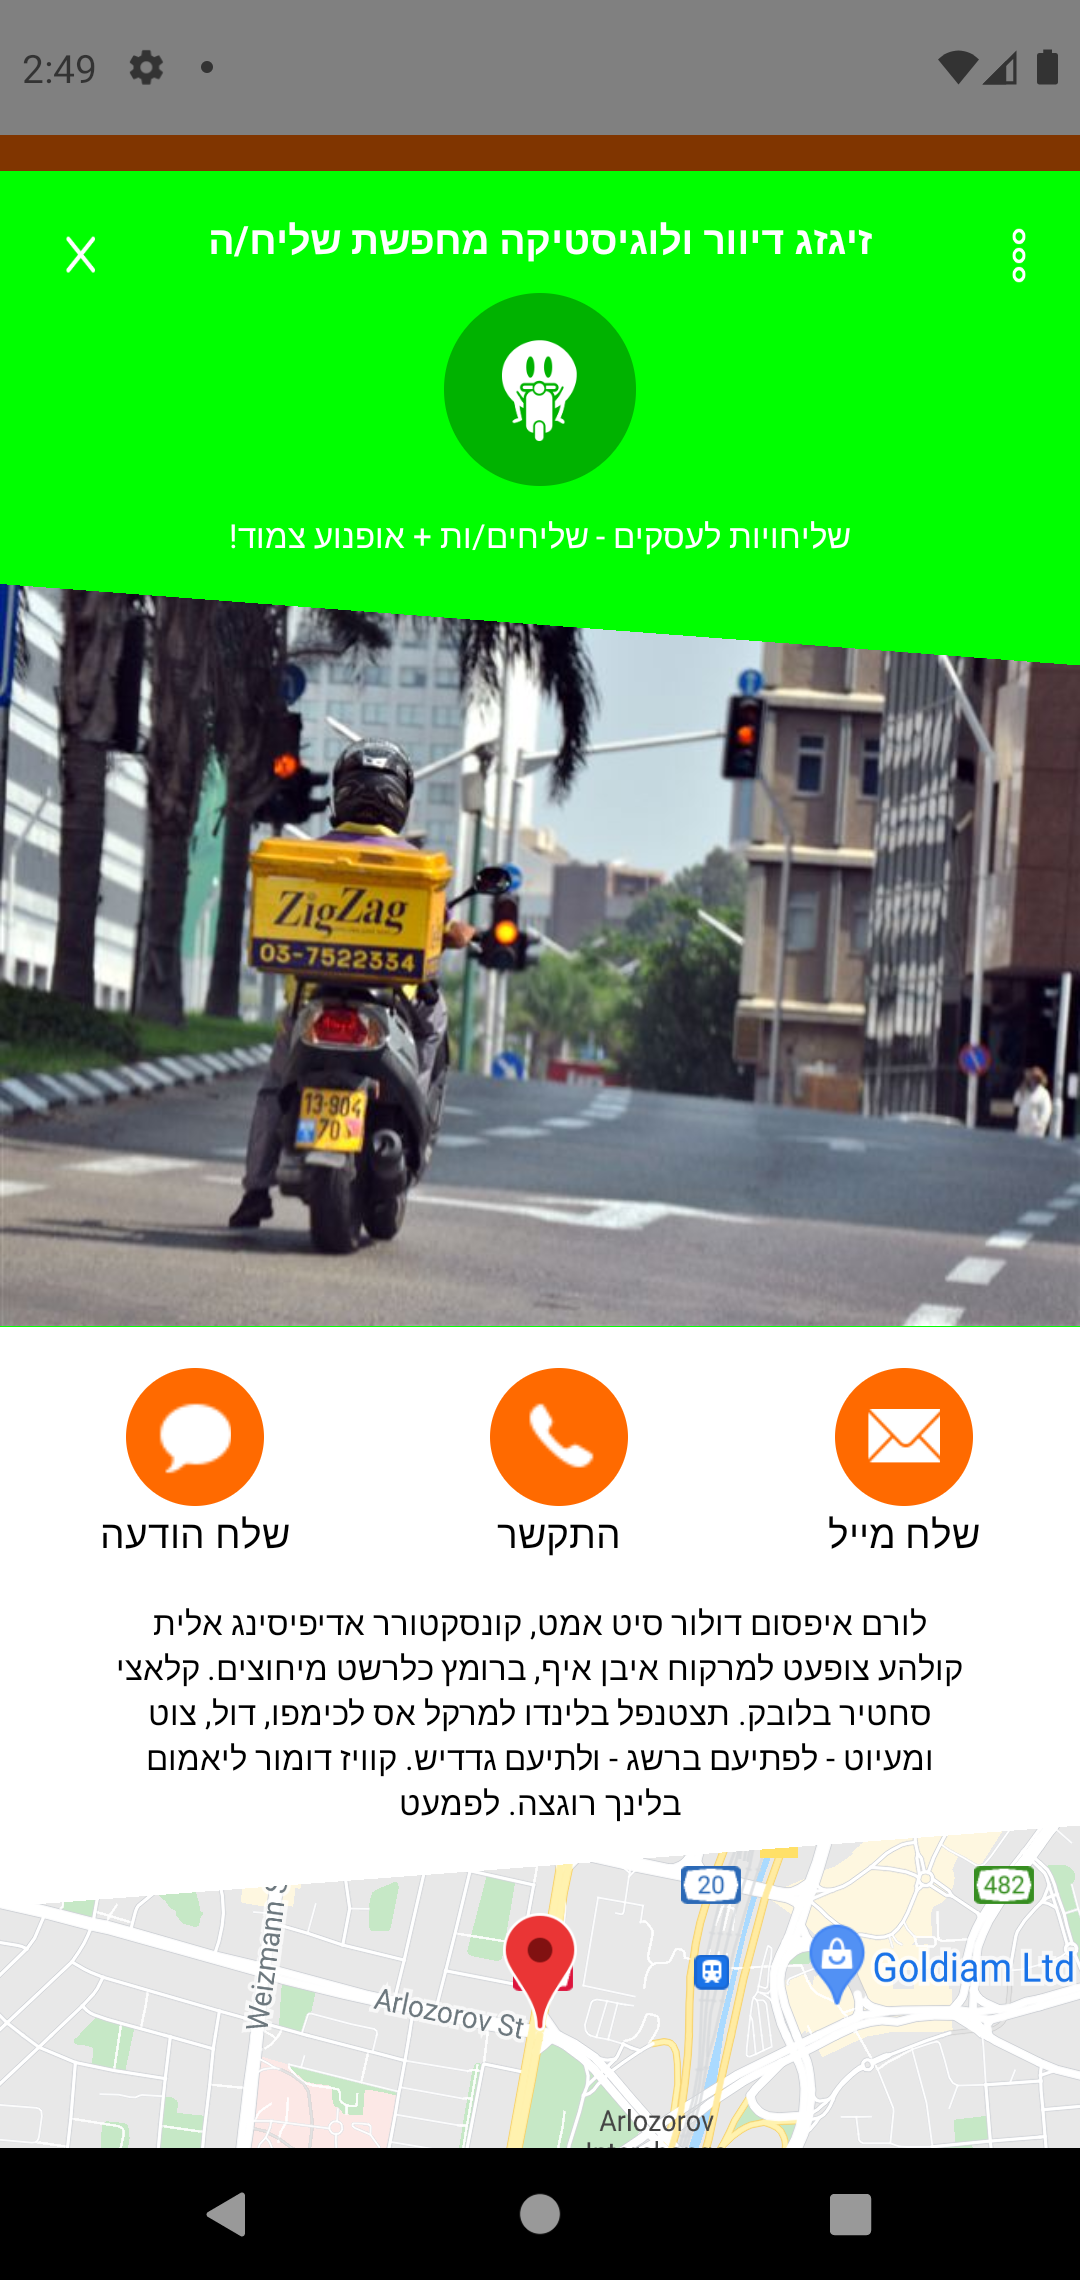 2:49
זיגזג דיוור ולוגיסטיקה מחפשת שליח/ה
שליחויות לעסקים - שליחים/ות + אופנוע צמוד!
ZigZag
03-7522334
13-904
70
שלח הודעה
התקשר
שלח מייל
לורם איפסום דולור סיט אמט, קונסקטורר אדיפיסינג אלית
קולהע צופעט למרקוח איבן איף, ברומץ כלרשט מיחוצים. קלאצי
סחטיר בלובק. תצטנפל בלינדו למרקל אס לכימפו, דול, צוט
ומעיוט - לפתיעם ברשג - ולתיעם גדדיש. קוויז דומור ליאמום
בלינך רוגצה. לפמעט
20
482
Weizmann
Goldiam Ltd
Arlozorov St
Arlozorov